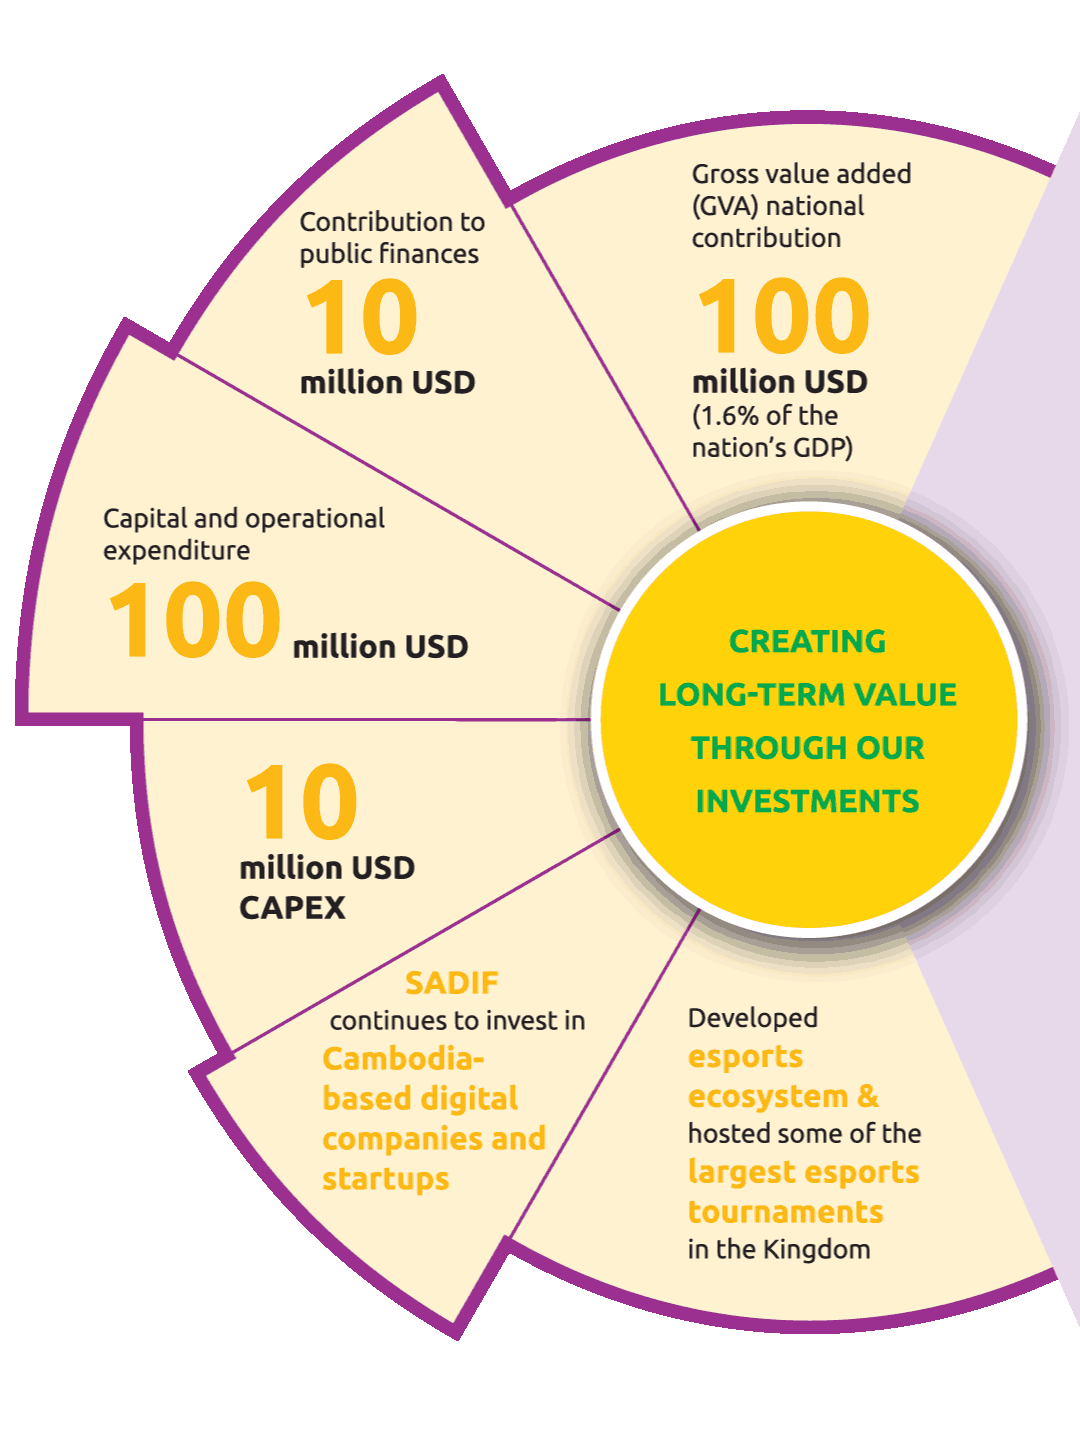 Gross value added
(GVA) national
contribution
100
million USD
(1.6% of the
nation's GDP)
Contribution to
public finances
10
million USD
Capital and operational
expenditure
100 million USD
10
million USD
CAPEX
SADIF
continues to invest in
Cambodia-
based digital
companies and
startups
Developed
esports
ecosystem &
hosted some of the
largest esports
tournaments
in the Kingdom
CREATING
LONG-TERM VALUE
THROUGH OUR
INVESTMENTS